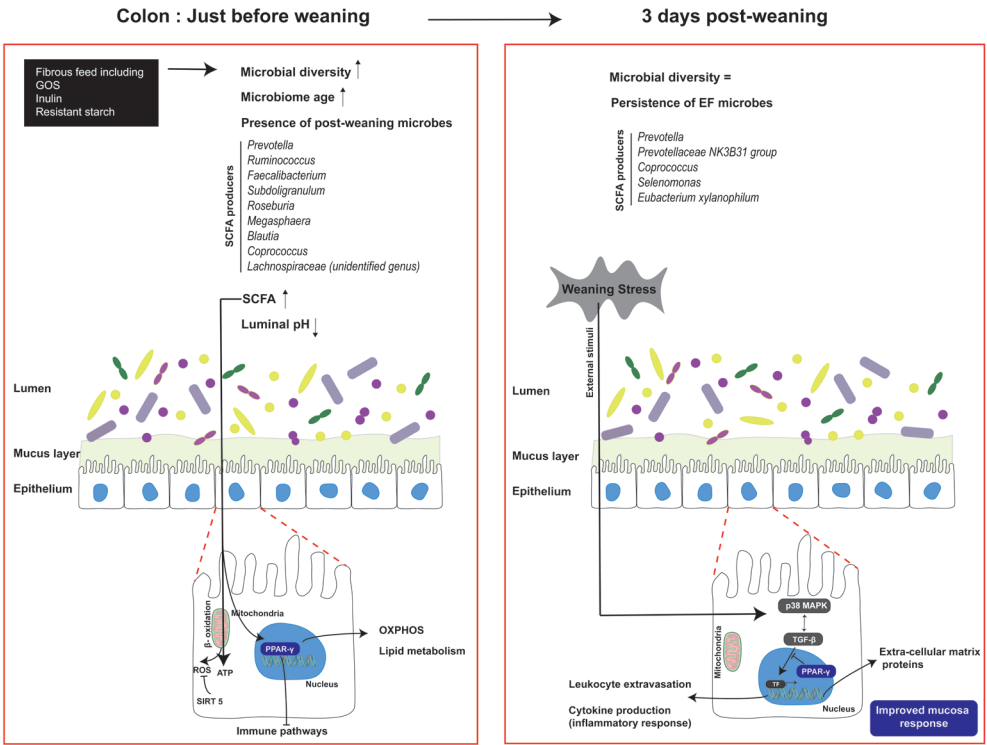 Colon : Just before weaning
3 days post-weaning
Fibrous feed including
GOS
Inulin
Resistant starch
Microbial diversity ↑
Microbiome age ↑
Presence of post-weaning microbes
SCFA producers
Prevotella
Ruminococcus
Faecalibacterium
Subdoligranulum
Roseburia
Megasphaera
Blautia
Coprococcus
Lachnospiraceae (unidentified genus)
SCFA ↑
Luminal pH ↓
Lumen
Mucus layer
Epithelium
Mitochondria
β- oxidation
ROS
ATP
SIRT 5
PPAR-γ
Nucleus
OXPHOS
Lipid metabolism
Immune pathways
Microbial diversity =
Persistence of EF microbes
SCFA producers
Prevotella
Prevotellaceae NK3B31 group
Coprococcus
Selenomonas
Eubacterium xylanophilum
Weaning Stress
External stimuli
Lumen
Mucus layer
Epithelium
p38 MAPK
Mitochondria
TGF-β
PPAR-γ
TF
Nucleus
Extra-cellular matrix
proteins
Leukocyte extravasation
Cytokine production
(inflammatory response)
Improved mucosa
response